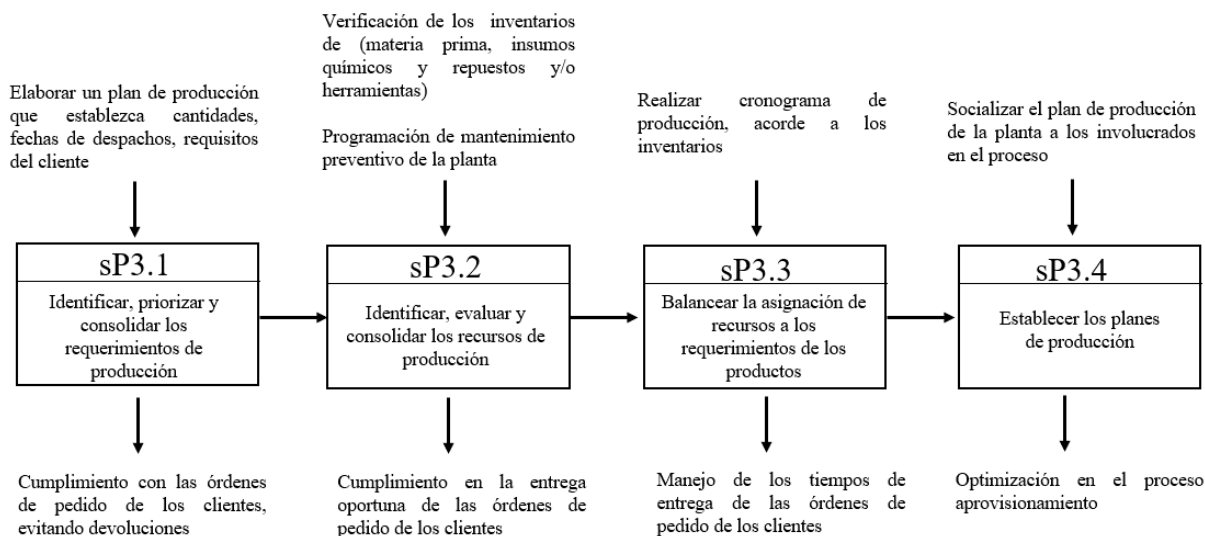 Elaborar un plan de producción
que establezca cantidades,
fechas de despachos, requisitos
del cliente
Verificación de los inventarios
de (materia prima, insumos
químicos y repuestos y/o
herramientas)
Programación de mantenimiento
preventivo de la planta
Realizar cronograma de
producción, acorde a los
inventarios
Socializar el plan de producción
de la planta a los involucrados
en el proceso
sP3.1
Identificar, priorizar y
consolidar los
requerimientos de
producción
sP3.2
Identificar, evaluar y
consolidar los recursos de
producción
sP3.3
Balancear la asignación de
recursos a los
requerimientos de los
productos
sP3.4
Establecer los planes
de producción
Cumplimiento con las órdenes
de pedido de los clientes,
evitando devoluciones
Cumplimiento en la entrega
oportuna de las órdenes de
pedido de los clientes
Manejo de los tiempos de
entrega de las órdenes de
pedido de los clientes
Optimización en el proceso
aprovisionamiento